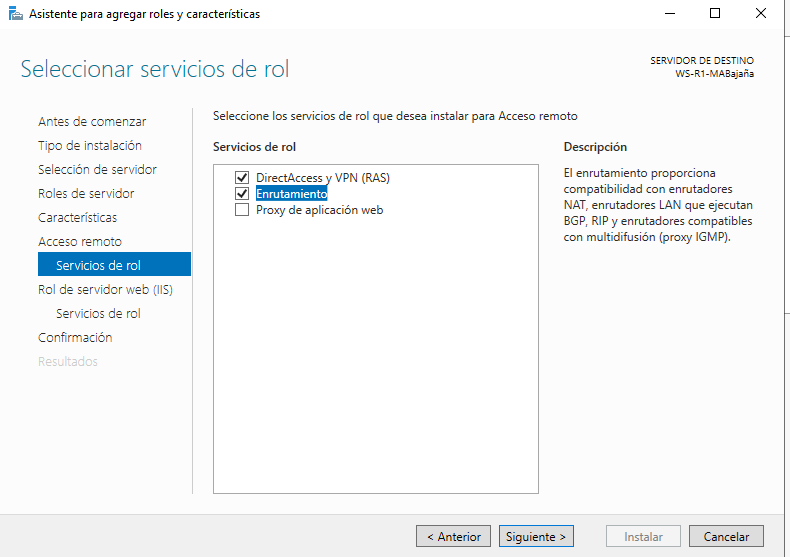 Asistente para agregar roles y características
Seleccionar servicios de rol
SERVIDOR DE DESTINO
WS-R1-MABajaña
Antes de comenzar
Tipo de instalación
Selección de servidor
Roles de servidor
Características
Acceso remoto
Servicios de rol
Rol de servidor web (IIS)
Servicios de rol
Confirmación
Resultados
Seleccione los servicios de rol que desea instalar para Acceso remoto
Servicios de rol
DirectAccess y VPN (RAS)
Enrutamiento
Proxy de aplicación web
Descripción
El enrutamiento proporciona
compatibilidad con enrutadores
NAT, enrutadores LAN que ejecutan
BGP, RIP y enrutadores compatibles
con multidifusión (proxy IGMP).
< Anterior
Siguiente >
Instalar
Cancelar